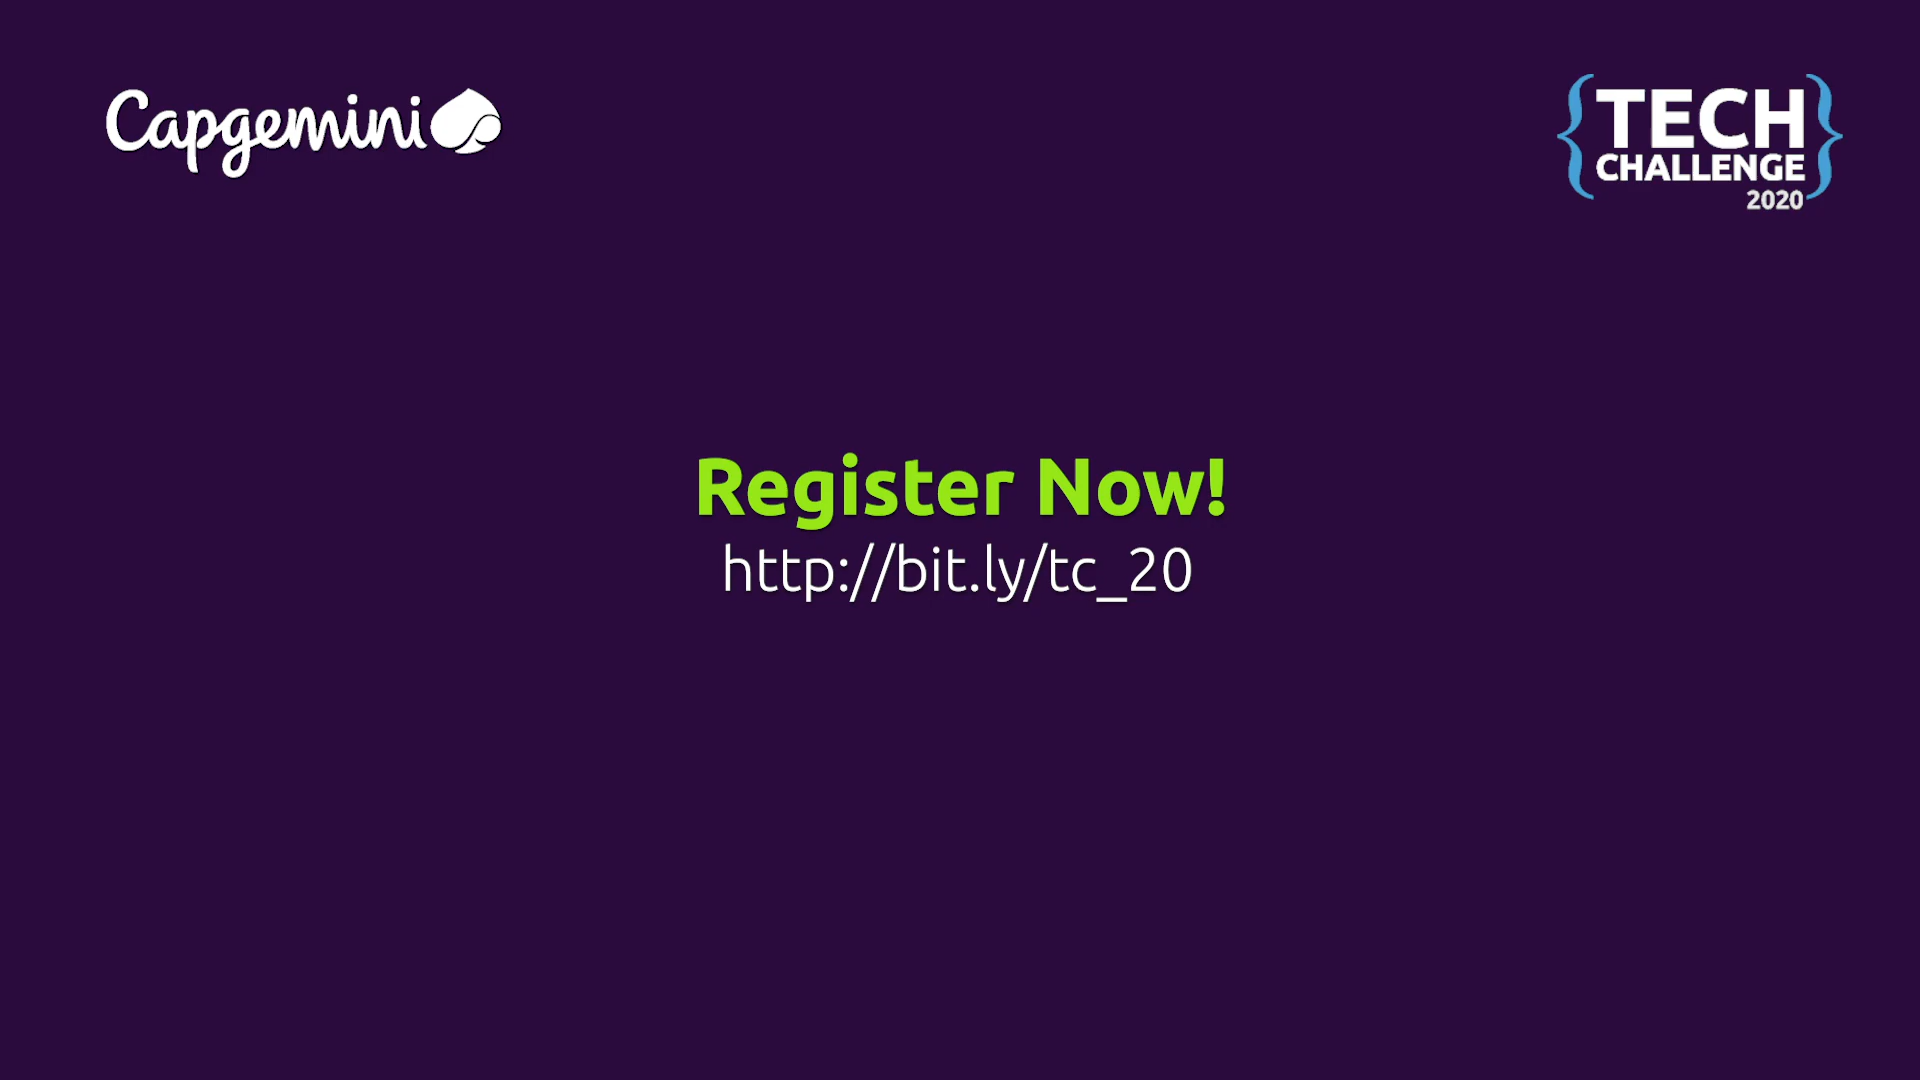 Capgemini
TECH
CHALLENGE
2020
Register Now!
http://bit.ly/tc_20